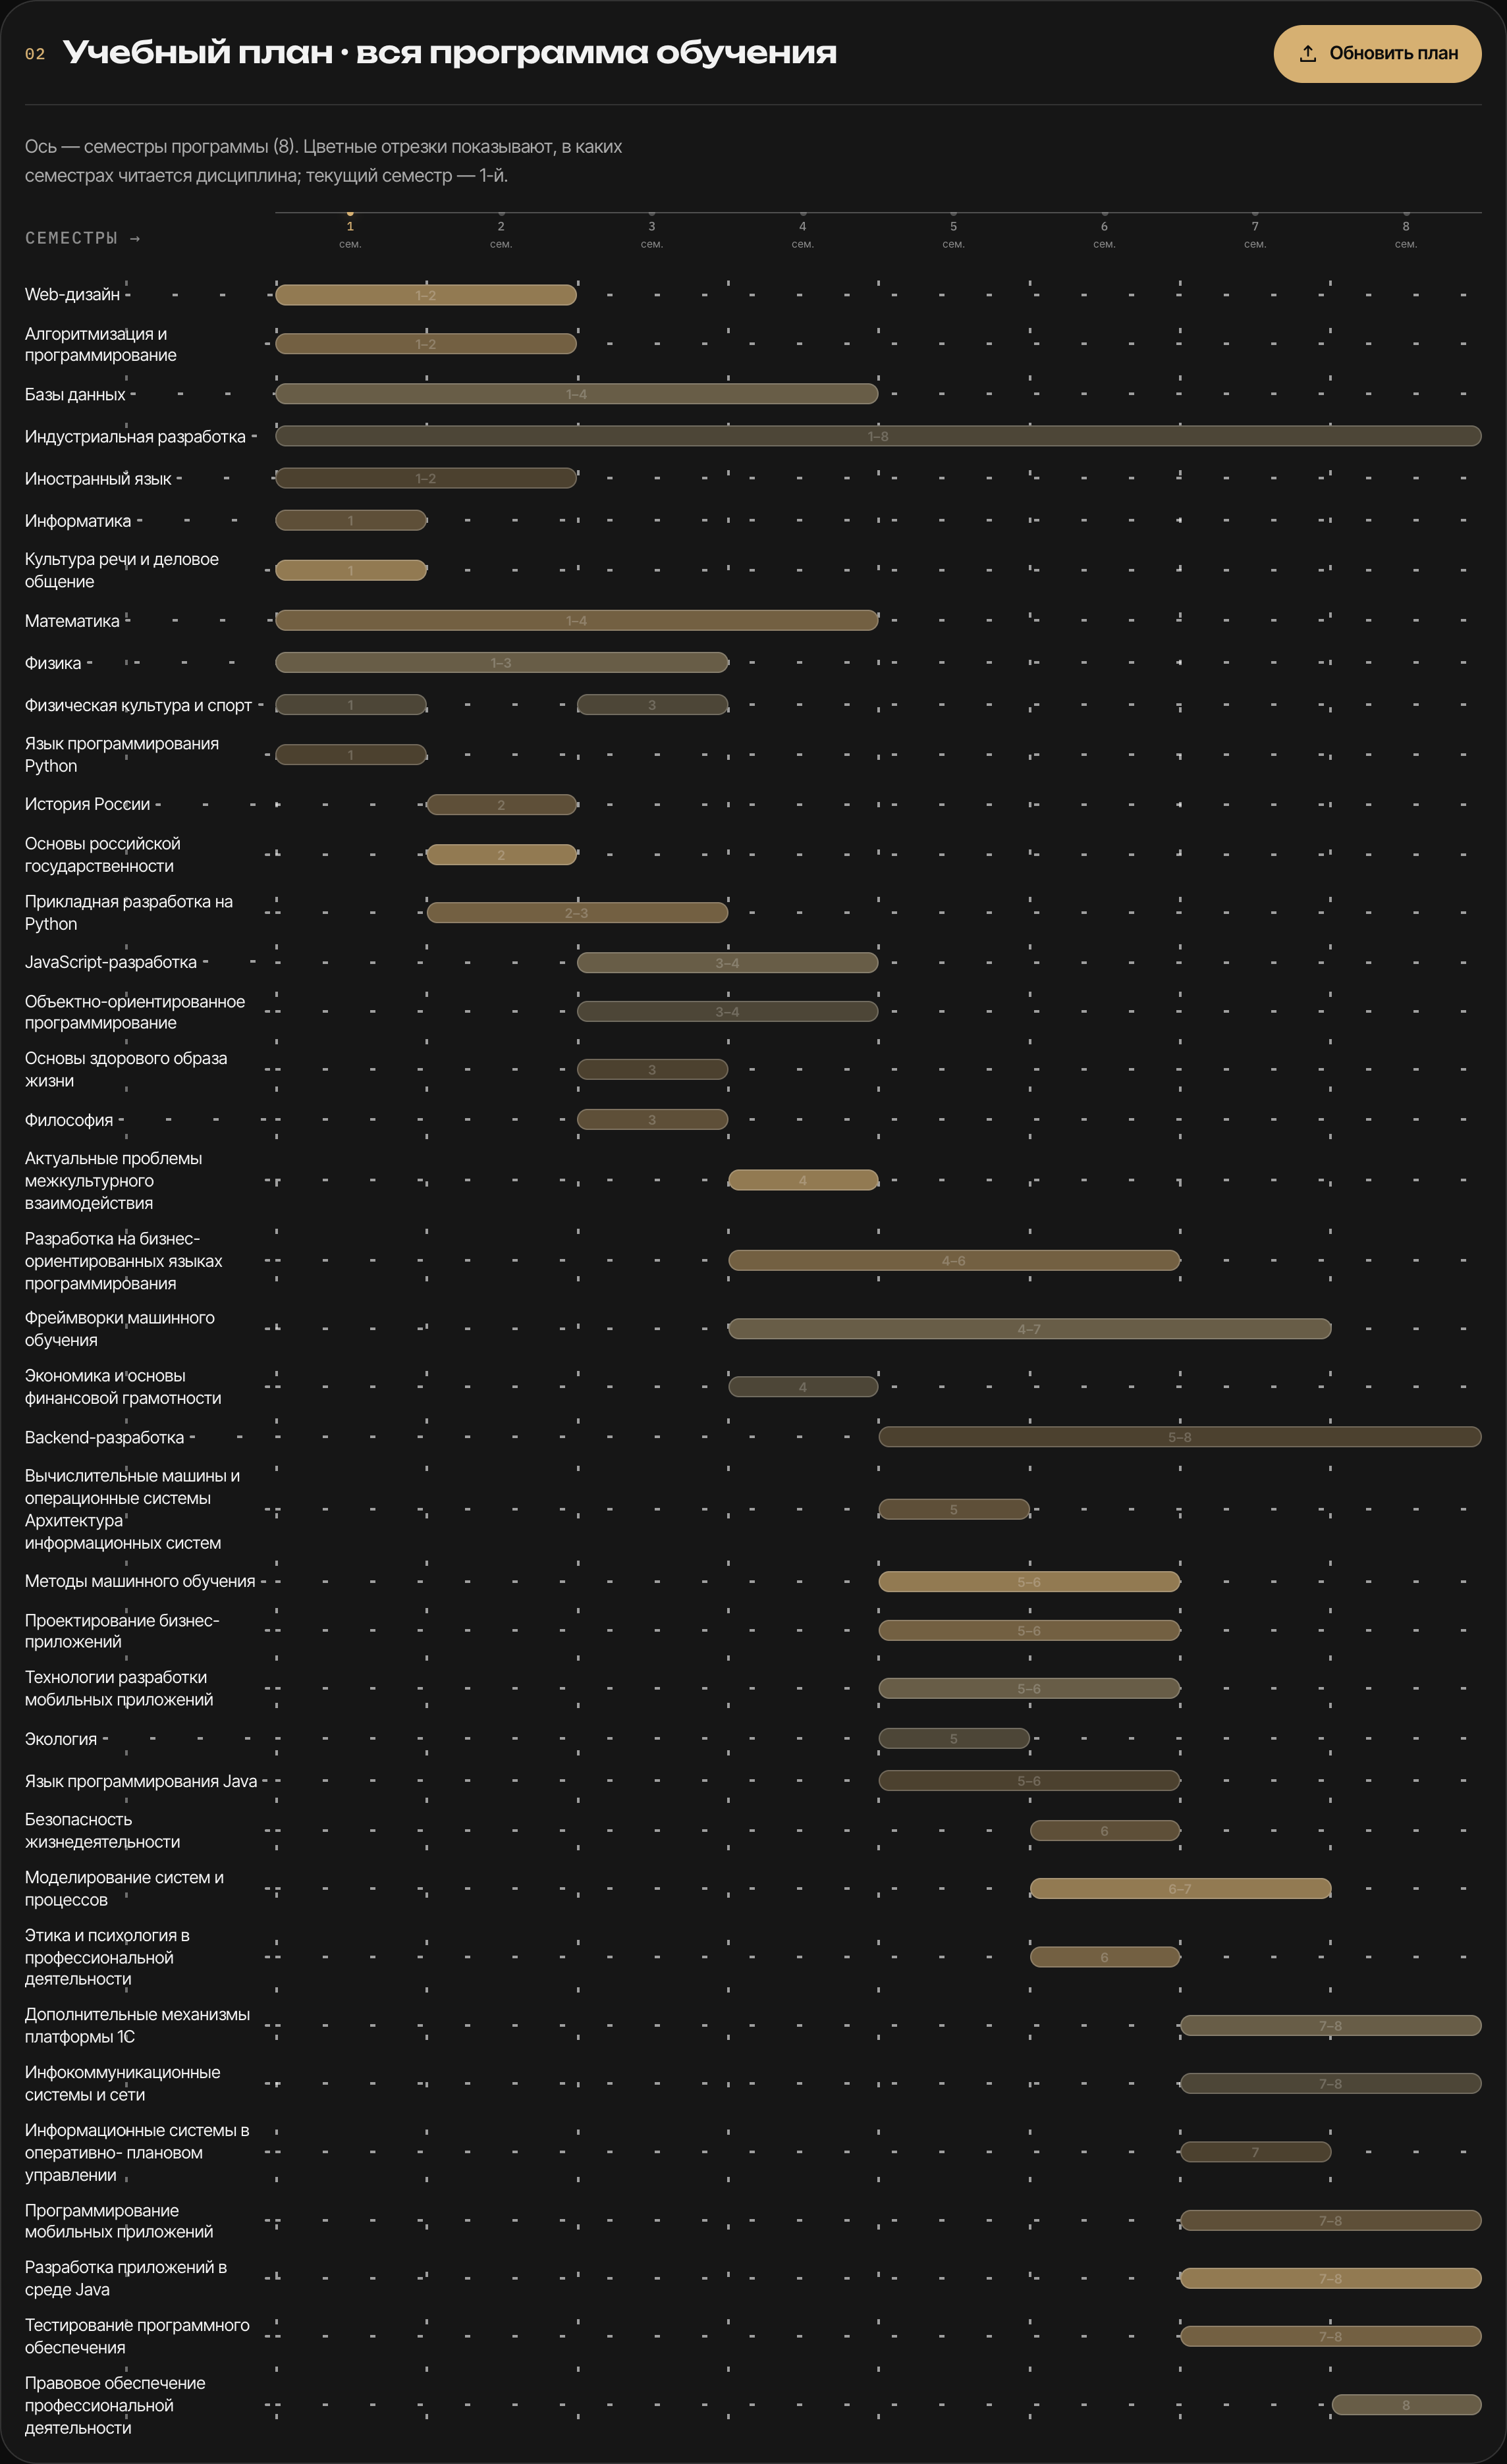 02 Учебный план · вся программа обучения
Обновить план
Ось — семестры программы (8). Цветные отрезки показывают, в каких
семестрах читается дисциплина; текущий семестр — 1-й.
СЕМЕСТРЫ →
1 2 3 4 5 6 7 8
сем. сем. сем. сем. сем. сем. сем. сем.
Web-дизайн 1–2
Алгоритмизация и
программирование
1–2
Базы данных 1–4
Индустриальная разработка 1–8
Иностранный язык 1–2
Информатика 1
Культура речи и деловое
общение
1
Математика 1–4
Физика 1–3
Физическая культура и спорт 1 3
Язык программирования
Python
1
История России 2
Основы российской
государственности
2
Прикладная разработка на
Python
2–3
JavaScript-разработка 3–4
Объектно-ориентированное
программирование
3–4
Основы здорового образа
жизни
3
Философия 3
Актуальные проблемы
межкультурного
взаимодействия
4
Разработка на бизнес-
ориентированных языках
программирования
4–6
Фреймворки машинного
обучения
4–7
Экономика и основы
финансовой грамотности
4
Backend-разработка 5–8
Вычислительные машины и
операционные системы
Архитектура
информационных систем
5
Методы машинного обучения 5–6
Проектирование бизнес-
приложений
5–6
Технологии разработки
мобильных приложений
5–6
Экология 5
Язык программирования Java 5–6
Безопасность
жизнедеятельности
6
Моделирование систем и
процессов
6–7
Этика и психология в
профессиональной
деятельности
6
Дополнительные механизмы
платформы 1С
7–8
Инфокоммуникационные
системы и сети
7–8
Информационные системы в
оперативно- плановом
управлении
7
Программирование
мобильных приложений
7–8
Разработка приложений в
среде Java
7–8
Тестирование программного
обеспечения
7–8
Правовое обеспечение
профессиональной
деятельности
8